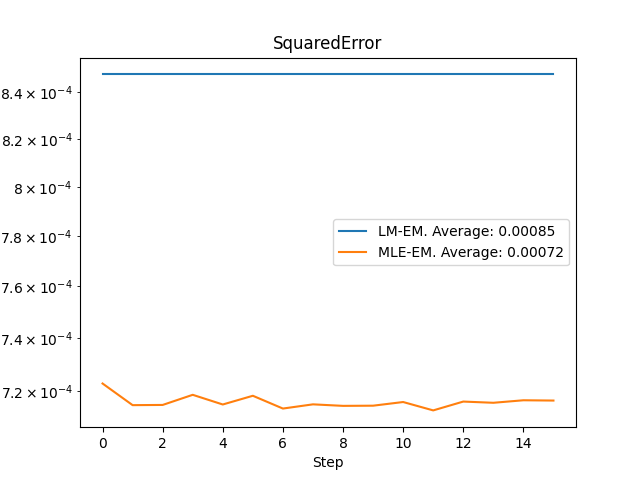 SquaredError
8.4 × 10⁻⁴
8.2 × 10⁻⁴
8 × 10⁻⁴
7.8 × 10⁻⁴
7.6 × 10⁻⁴
7.4 × 10⁻⁴
7.2 × 10⁻⁴
LM-EM. Average: 0.00085
MLE-EM. Average: 0.00072
0 2 4 6 8 10 12 14
Step